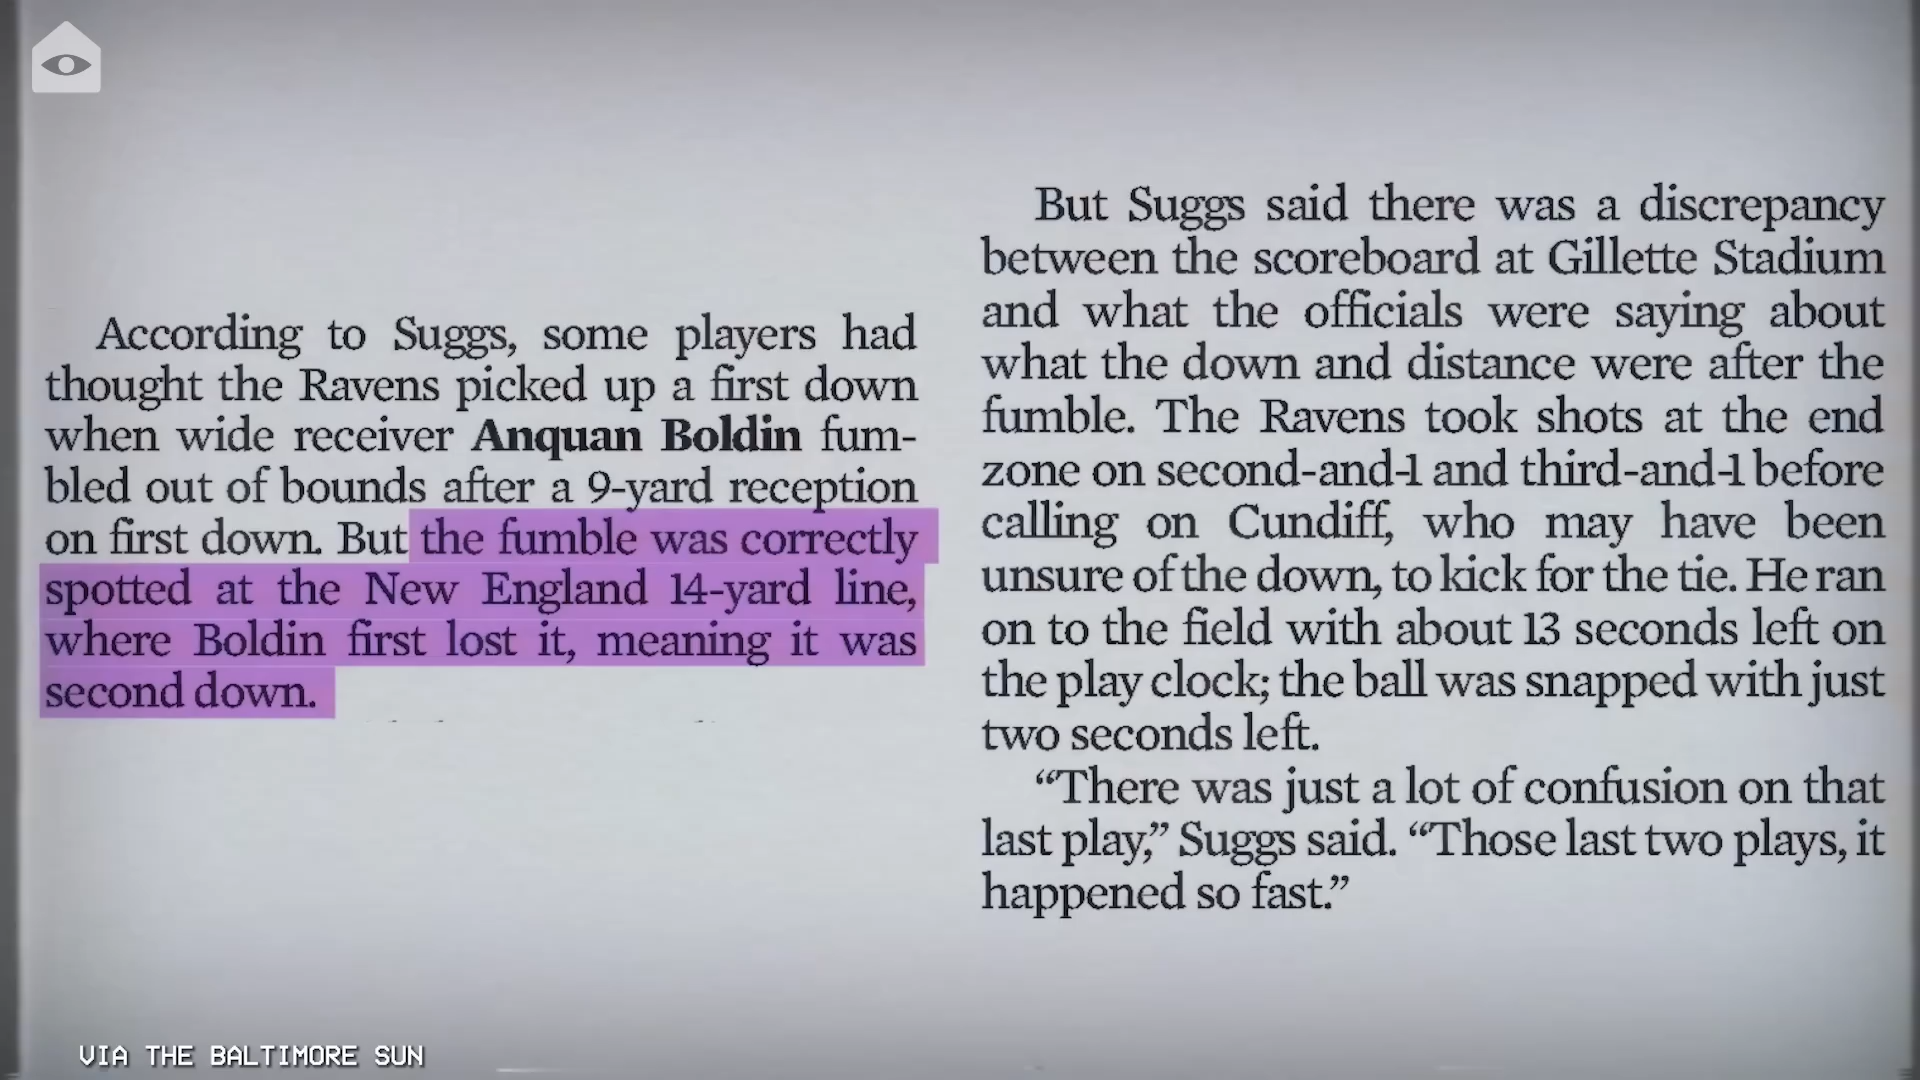 According to Suggs, some players had
thought the Ravens picked up a first down
when wide receiver Anquan Boldin fum-
bled out of bounds after a 9-yard reception
on first down. But the fumble was correctly
spotted at the New England 14-yard line,
where Boldin first lost it, meaning it was
second down.
But Suggs said there was a discrepancy
between the scoreboard at Gillette Stadium
and what the officials were saying about
what the down and distance were after the
fumble. The Ravens took shots at the end
zone on second-and-1 and third-and-1 before
calling on Cundiff, who may have been
unsure of the down, to kick for the tie. He ran
on to the field with about 13 seconds left on
the play clock; the ball was snapped with just
two seconds left.
“There was just a lot of confusion on that
last play,” Suggs said. “Those last two plays, it
happened so fast.”
VIA THE BALTIMORE SUN